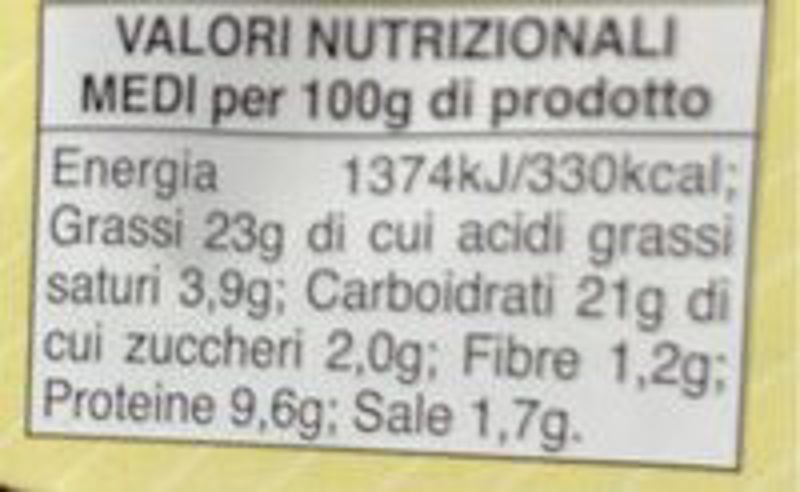 VALORI NUTRIZIONALI
MEDI per 100g di prodotto
Energia 1374kJ/330kcal;
Grassi 23g di cui acidi grassi
saturi 3,9g; Carboidrati 21g di
cui zuccheri 2,0g; Fibre 1,2g;
Proteine 9,6g; Sale 1,7g.